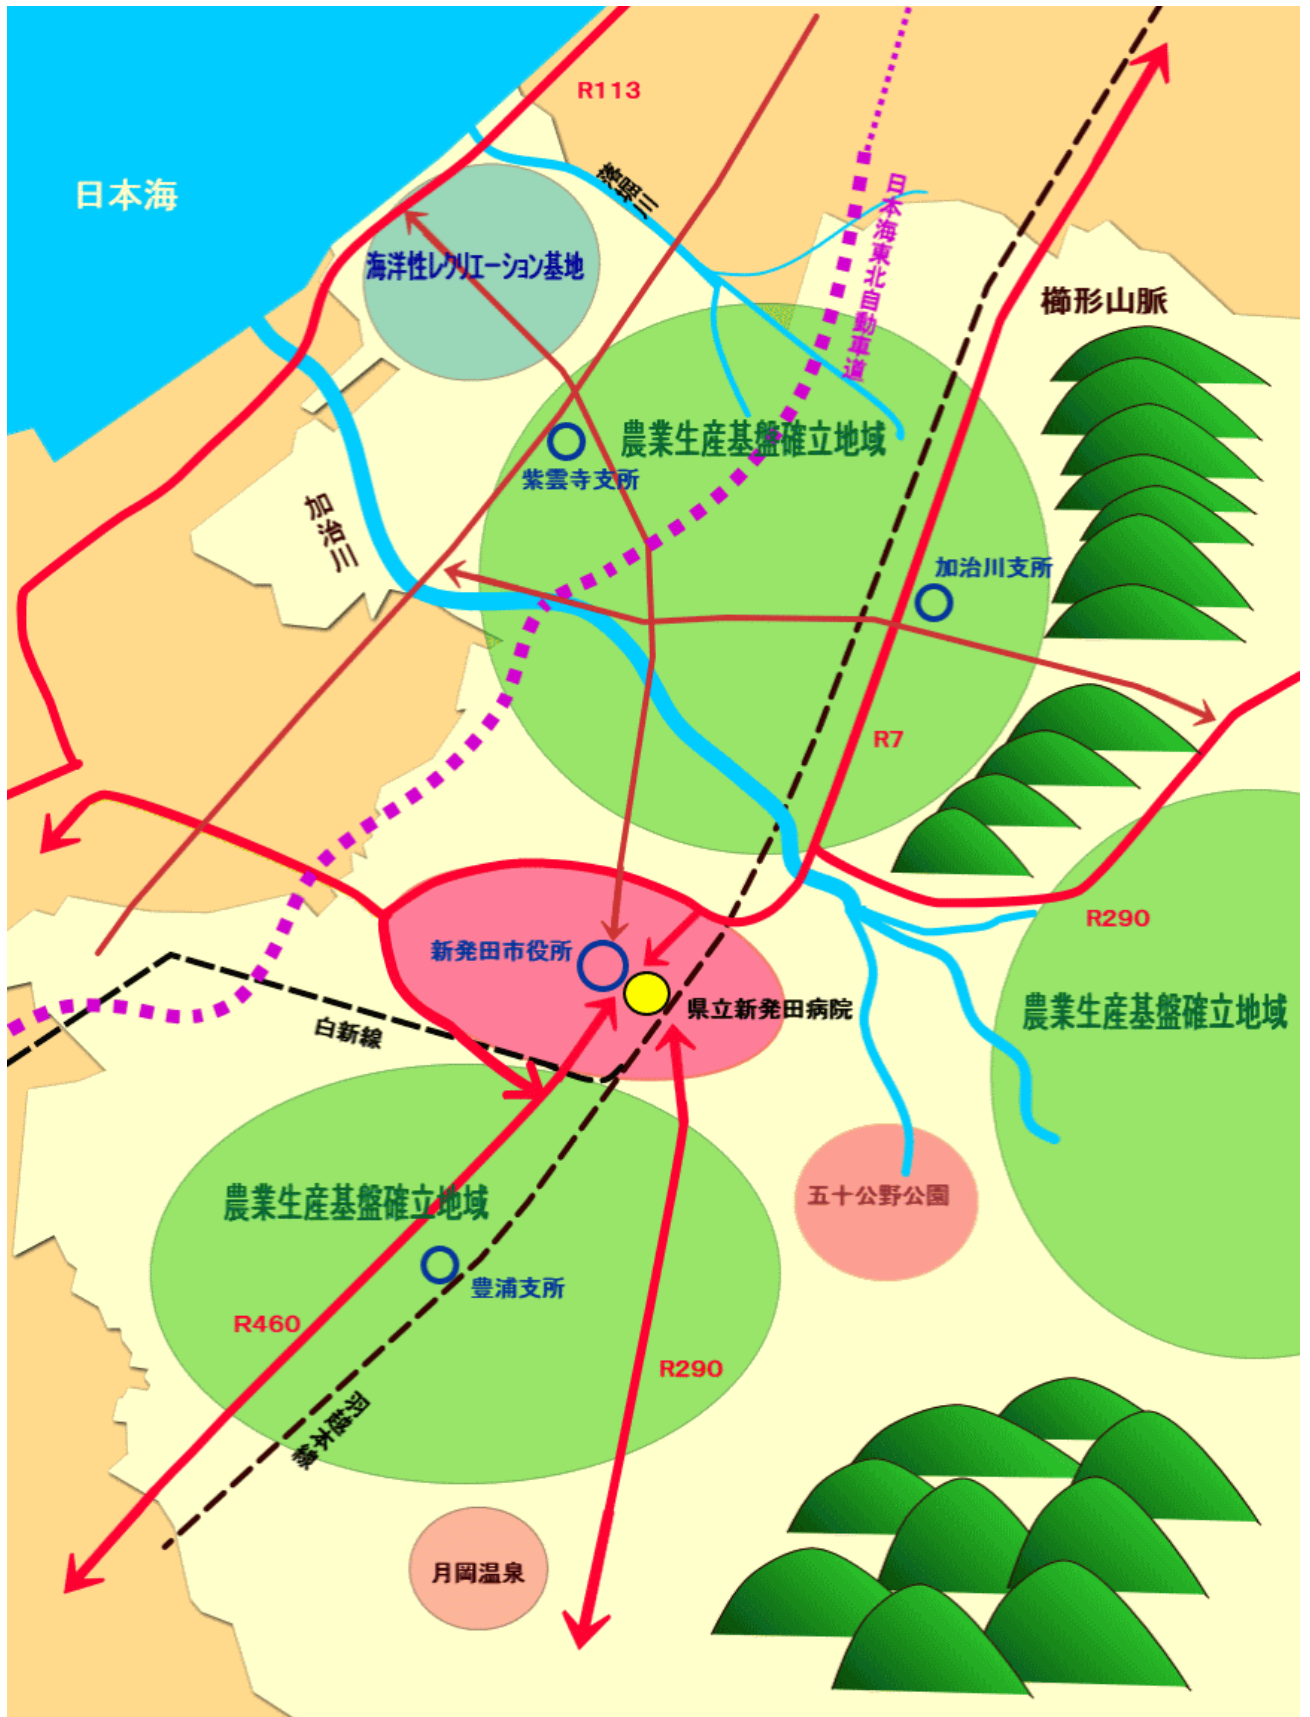 R113
日本海
落堀川
日本海東北自動車道
海洋性レクリエーション基地
櫛形山脈
農業生産基盤確立地域
紫雲寺支所
加治川
加治川支所
R7
R290
新発田市役所
県立新発田病院
農業生産基盤確立地域
白新線
五十公野公園
農業生産基盤確立地域
豊浦支所
R460
R290
羽越本線
月岡温泉